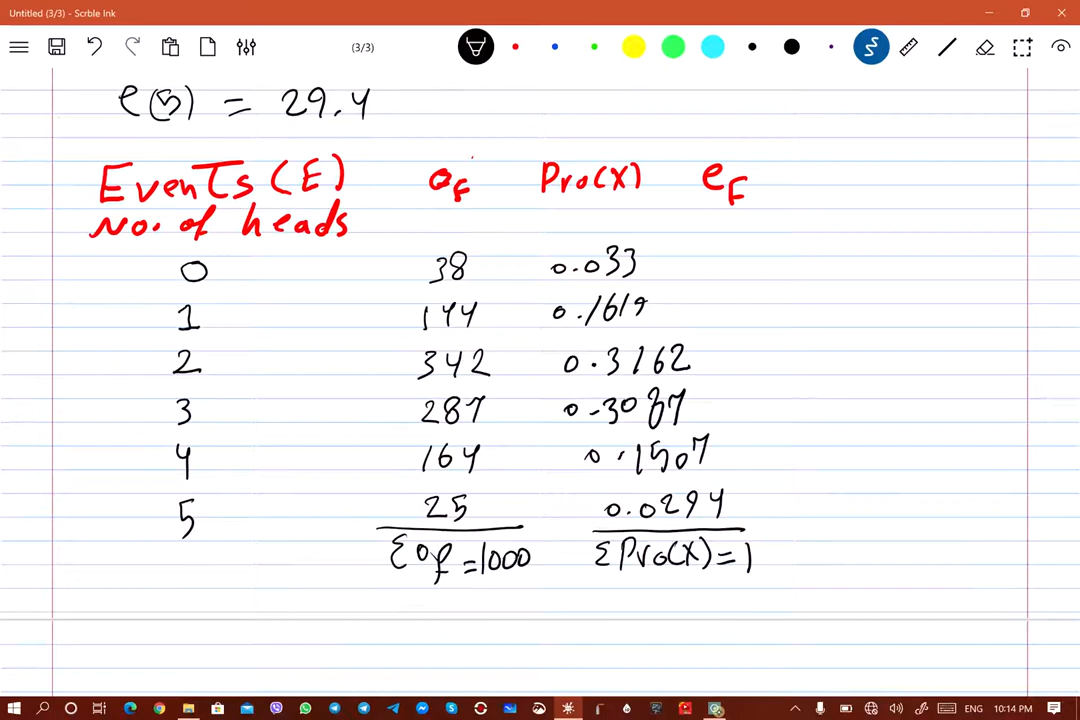 Untitled (3/3) - Scrble Ink
(3/3)
e(5) = 29.4
Events (E) of Pro(X) ef
No. of heads
0 38 0.033
1 144 0.1619
2 342 0.3162
3 287 0.3087
4 164 0.1507
5 25 0.0294
Σof =1000 ΣPro(X)=1
ENG 10:14 PM